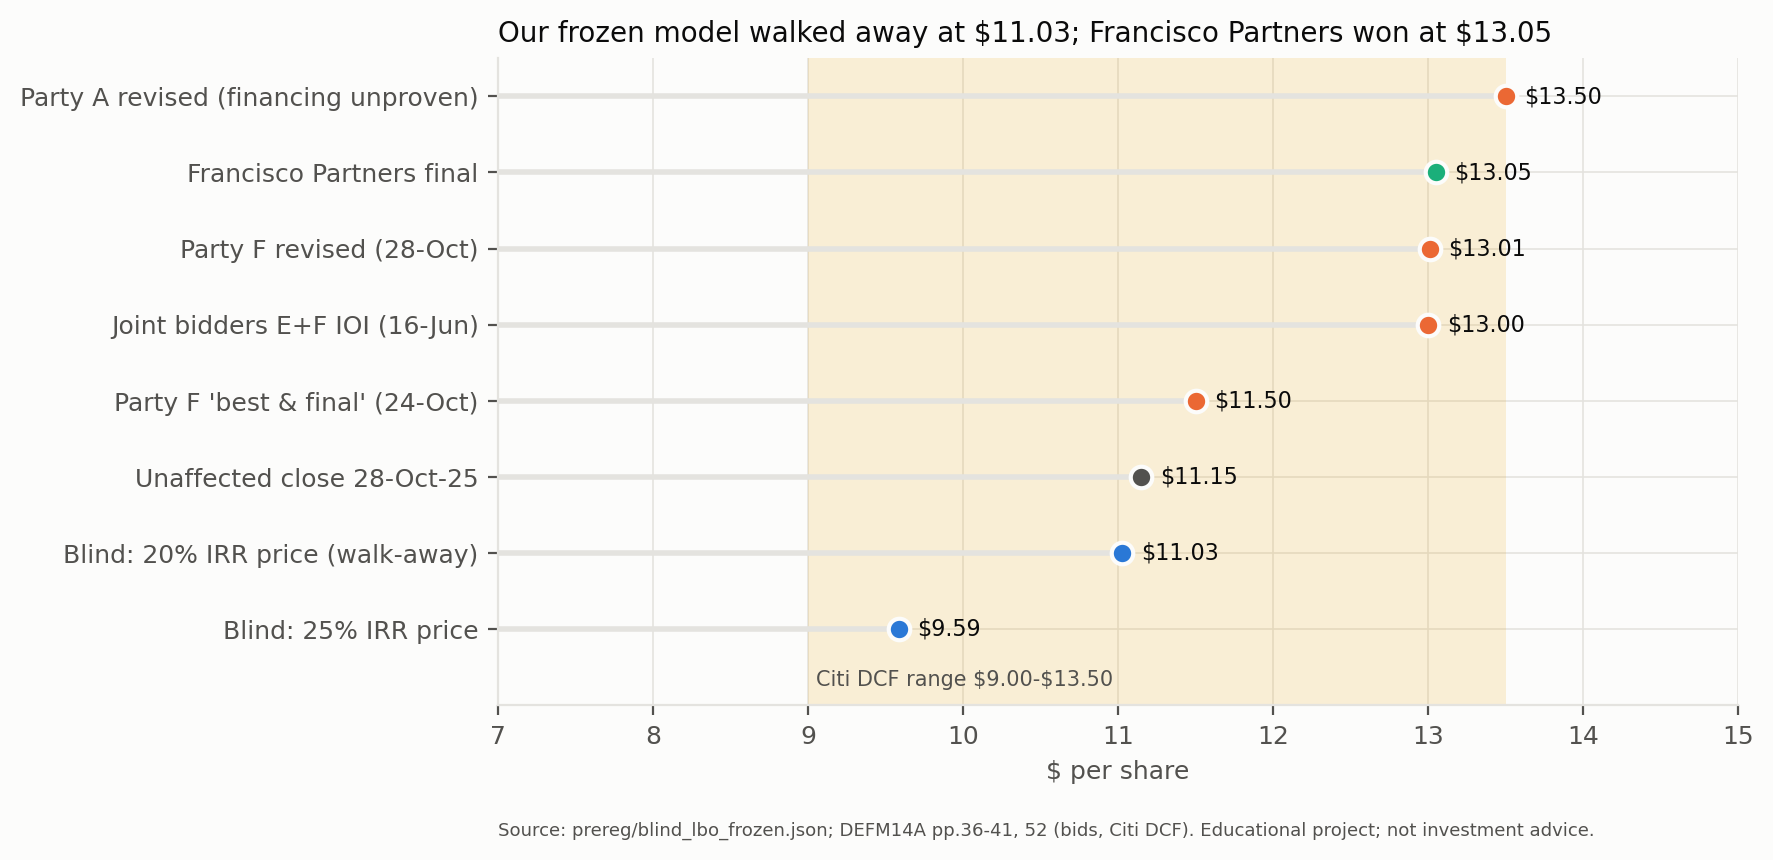 Our frozen model walked away at $11.03; Francisco Partners won at $13.05
Party A revised (financing unproven)
$13.50
Francisco Partners final
$13.05
Party F revised (28-Oct)
$13.01
Joint bidders E+F IOI (16-Jun)
$13.00
Party F 'best & final' (24-Oct)
$11.50
Unaffected close 28-Oct-25
$11.15
Blind: 20% IRR price (walk-away)
$11.03
Blind: 25% IRR price
$9.59
Citi DCF range $9.00-$13.50
7 8 9 10 11 12 13 14 15
$ per share
Source: prereg/blind_lbo_frozen.json; DEFM14A pp.36-41, 52 (bids, Citi DCF). Educational project; not investment advice.